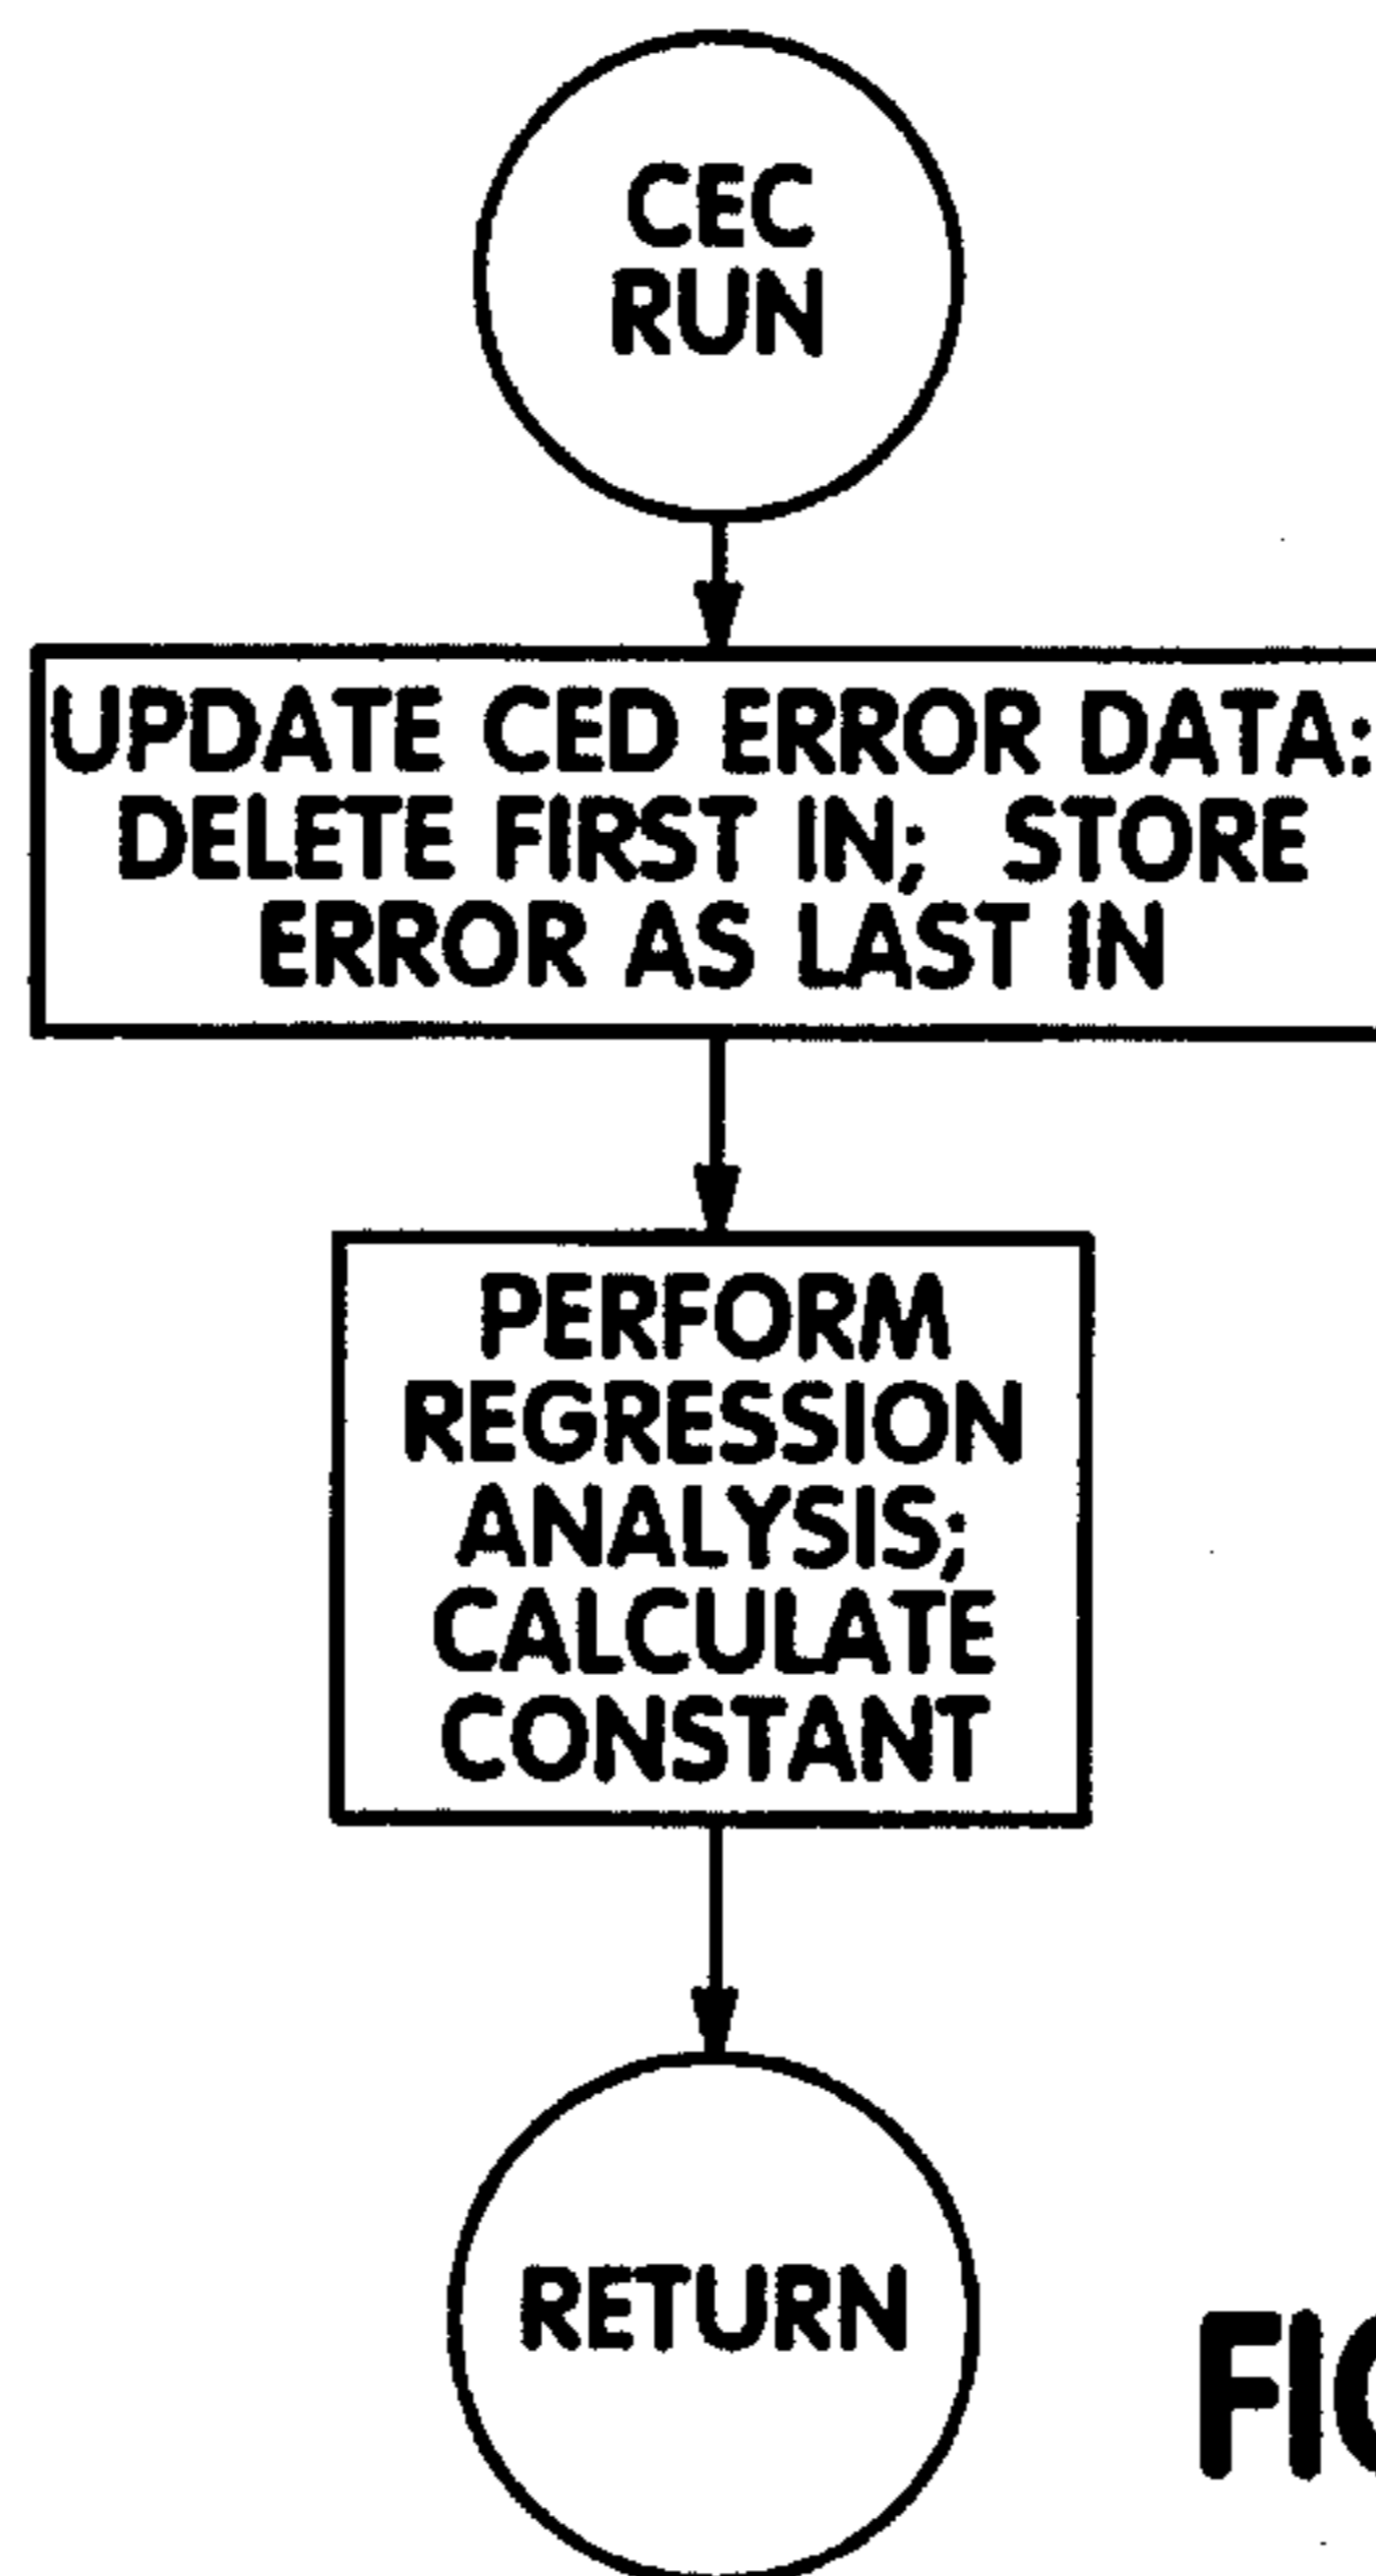 CEC
RUN
UPDATE CED ERROR DATA:
DELETE FIRST IN; STORE
ERROR AS LAST IN
PERFORM
REGRESSION
ANALYSIS;
CALCULATE
CONSTANT
RETURN